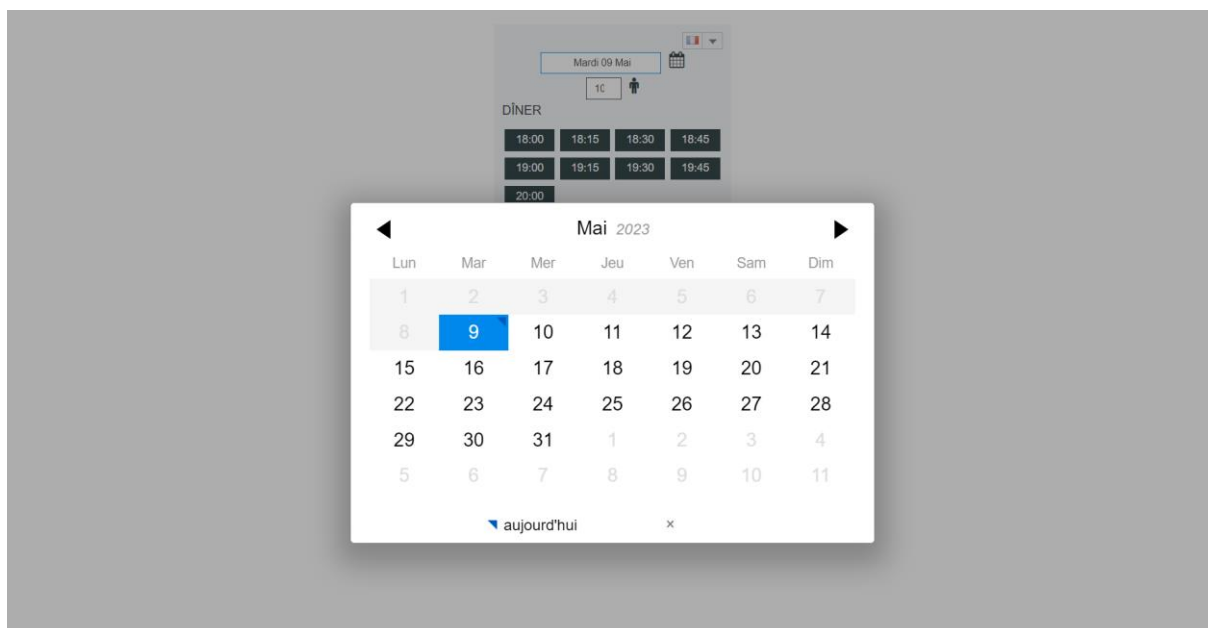 Mardi 09 Mai
10
DÎNER
18:00 18:15 18:30 18:45
19:00 19:15 19:30 19:45
20:00
Mai 2023
Lun Mar Mer Jeu Ven Sam Dim
1 2 3 4 5 6 7
8 9 10 11 12 13 14
15 16 17 18 19 20 21
22 23 24 25 26 27 28
29 30 31 1 2 3 4
5 6 7 8 9 10 11
aujourd'hui ×